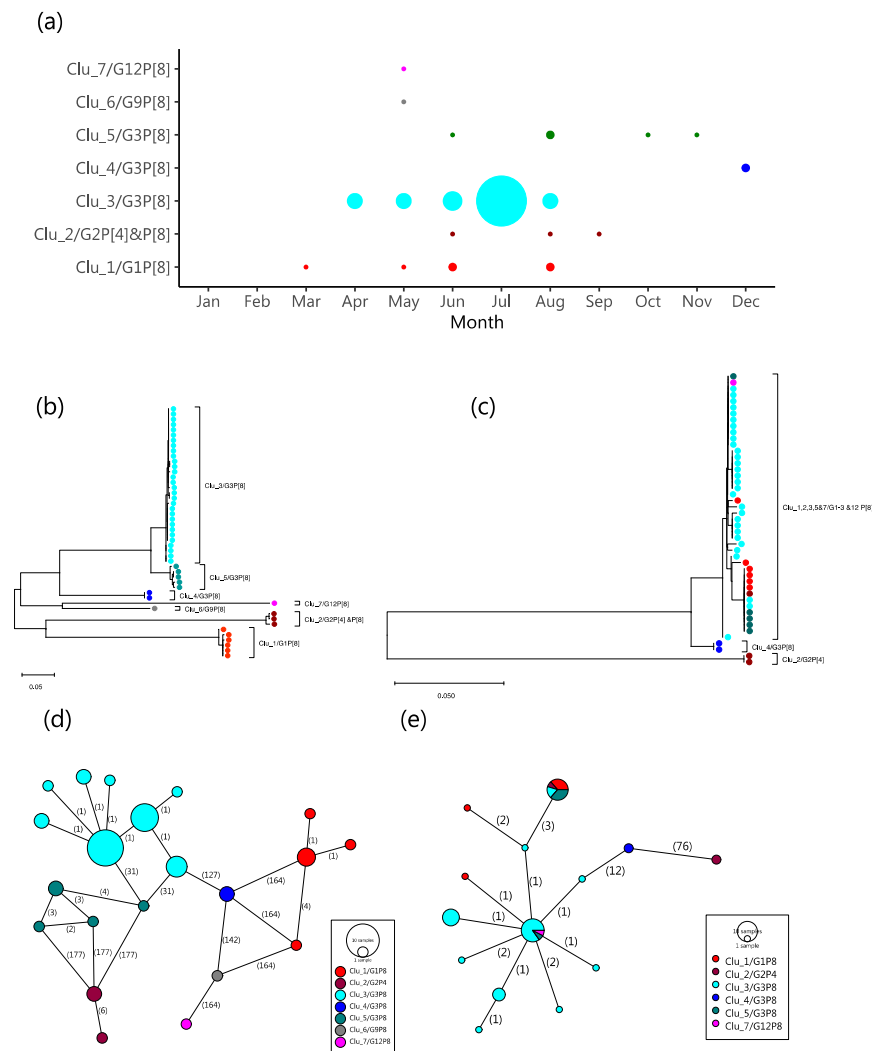 (a)
Clu_7/G12P[8]
Clu_6/G9P[8]
Clu_5/G3P[8]
Clu_4/G3P[8]
Clu_3/G3P[8]
Clu_2/G2P[4]&P[8]
Clu_1/G1P[8]
Jan Feb Mar Apr May Jun Jul Aug Sep Oct Nov Dec
Month
(b)
Clu_3/G3P[8]
Clu_5/G3P[8]
Clu_4/G3P[8]
Clu_7/G12P[8]
Clu_6/G9P[8]
Clu_2/G2P[4] &P[8]
Clu_1/G1P[8]
0.05
(c)
Clu_1,2,3,5&7/G1-3 &12 P[8]
Clu_4/G3P[8]
Clu_2/G2P[4]
0.050
(d)
(1)
(1)
(1)
(1)
(1)
(1)
(1)
(31)
(31)
(127)
(4)
(3)
(3)
(2)
(177)
(177)
(177)
(6)
(164)
(164)
(142)
(164)
(164)
(1)
(1)
(4)
10 samples
1 sample
Clu_1/G1P8
Clu_2/G2P4
Clu_3/G3P8
Clu_4/G3P8
Clu_5/G3P8
Clu_6/G9P8
Clu_7/G12P8
(e)
(2)
(3)
(76)
(12)
(1)
(1)
(1)
(1)
(2)
(1)
(2)
(1)
(1)
10 samples
1 sample
Clu_1/G1P8
Clu_2/G2P4
Clu_3/G3P8
Clu_4/G3P8
Clu_5/G3P8
Clu_7/G12P8